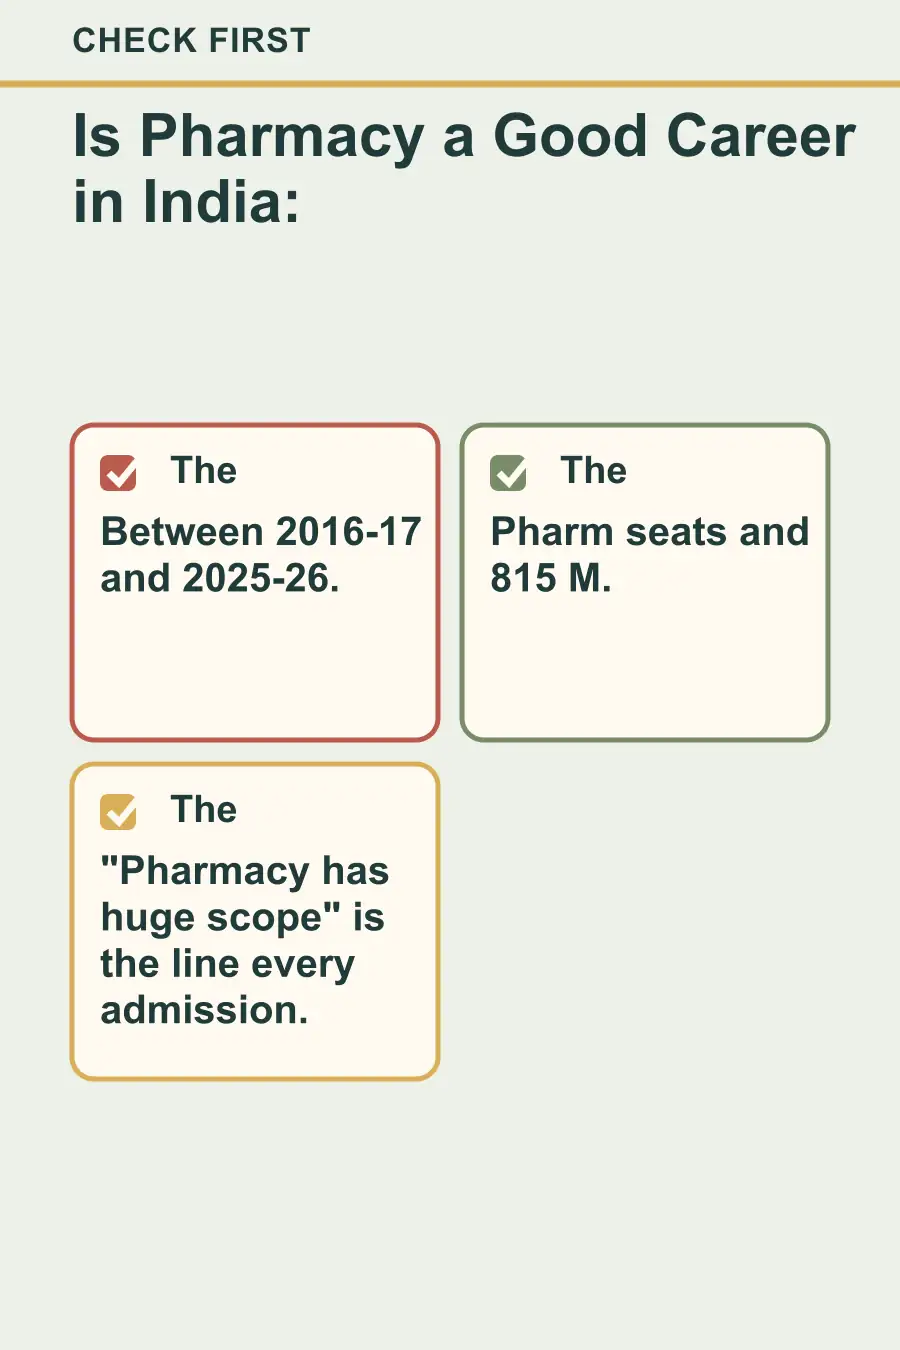 CHECK FIRST
Is Pharmacy a Good Career
in India:
The
Between 2016-17
and 2025-26.
The
Pharm seats and
815 M.
The
"Pharmacy has
huge scope" is
the line every
admission.